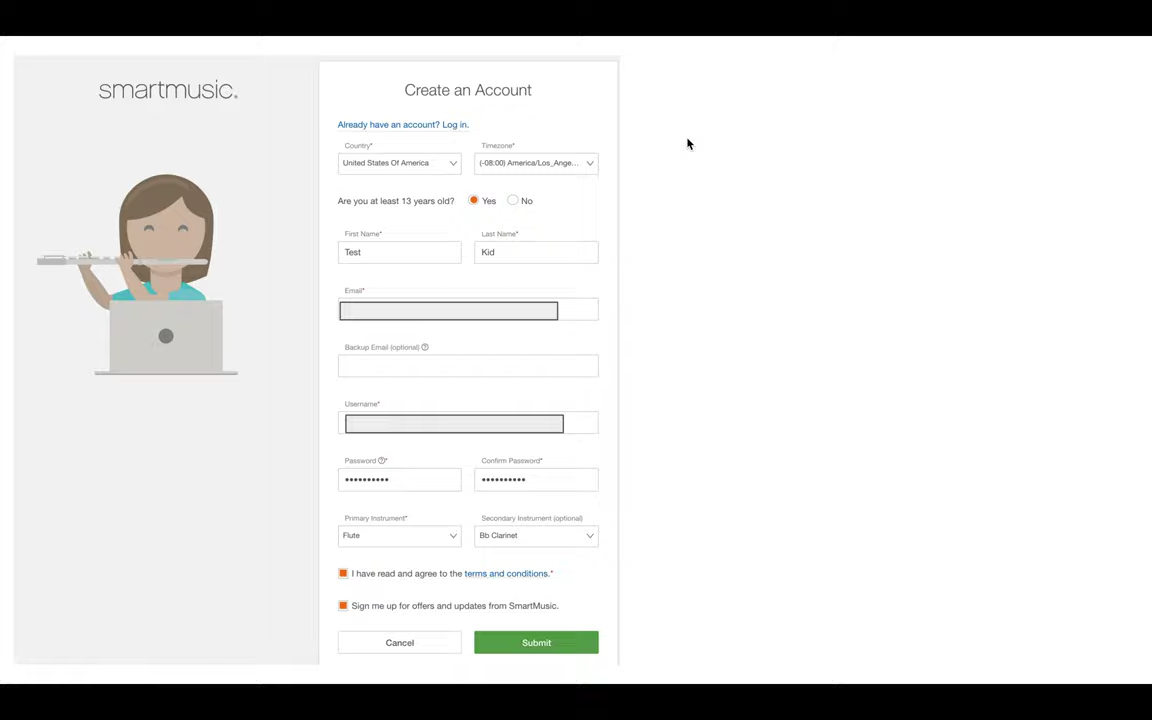 smartmusic.
Create an Account
Already have an account? Log in.
Country*
Timezone*
United States Of America
(-08:00) America/Los_Ange...
Are you at least 13 years old?
Yes
No
First Name*
Last Name*
Test
Kid
Email*
Backup Email (optional)
Username*
Password
Confirm Password*
••••••••••
••••••••••
Primary Instrument*
Secondary Instrument (optional)
Flute
Bb Clarinet
I have read and agree to the terms and conditions.*
Sign me up for offers and updates from SmartMusic.
Cancel
Submit